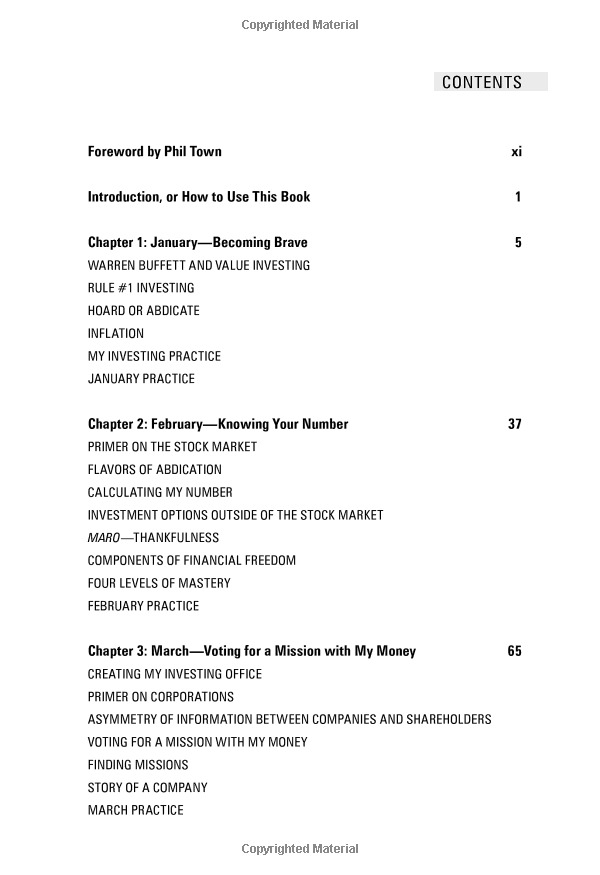 Copyrighted Material
CONTENTS
Foreword by Phil Town xi
Introduction, or How to Use This Book 1
Chapter 1: January—Becoming Brave 5
WARREN BUFFETT AND VALUE INVESTING
RULE #1 INVESTING
HOARD OR ABDICATE
INFLATION
MY INVESTING PRACTICE
JANUARY PRACTICE
Chapter 2: February—Knowing Your Number 37
PRIMER ON THE STOCK MARKET
FLAVORS OF ABDICATION
CALCULATING MY NUMBER
INVESTMENT OPTIONS OUTSIDE OF THE STOCK MARKET
MARO—THANKFULNESS
COMPONENTS OF FINANCIAL FREEDOM
FOUR LEVELS OF MASTERY
FEBRUARY PRACTICE
Chapter 3: March—Voting for a Mission with My Money 65
CREATING MY INVESTING OFFICE
PRIMER ON CORPORATIONS
ASYMMETRY OF INFORMATION BETWEEN COMPANIES AND SHAREHOLDERS
VOTING FOR A MISSION WITH MY MONEY
FINDING MISSIONS
STORY OF A COMPANY
MARCH PRACTICE
Copyrighted Material